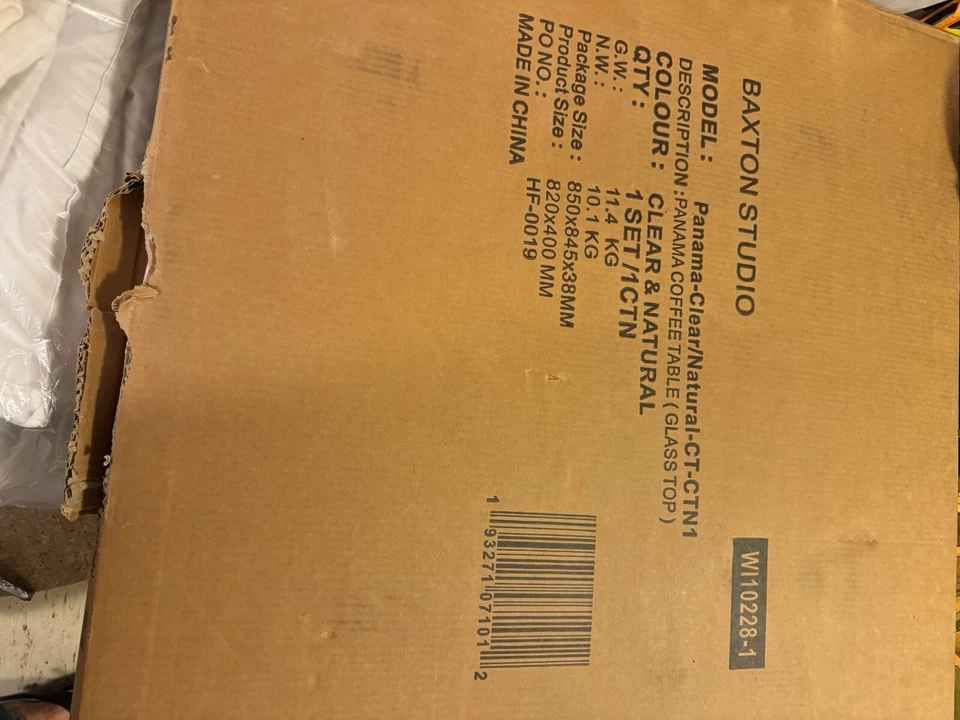 BAXTON STUDIO
WI10228-1
MODEL : Panama-Clear/Natural-CT-CTN1
DESCRIPTION :PANAMA COFFEE TABLE ( GLASS TOP )
COLOUR : CLEAR & NATURAL
QTY : 1 SET /1CTN
G.W. : 11.4 KG
N.W. : 10.1 KG
Package Size : 850x845x38MM
Product Size : 820x400 MM
PO NO. : HF-0019
MADE IN CHINA
1 93271 07101 2